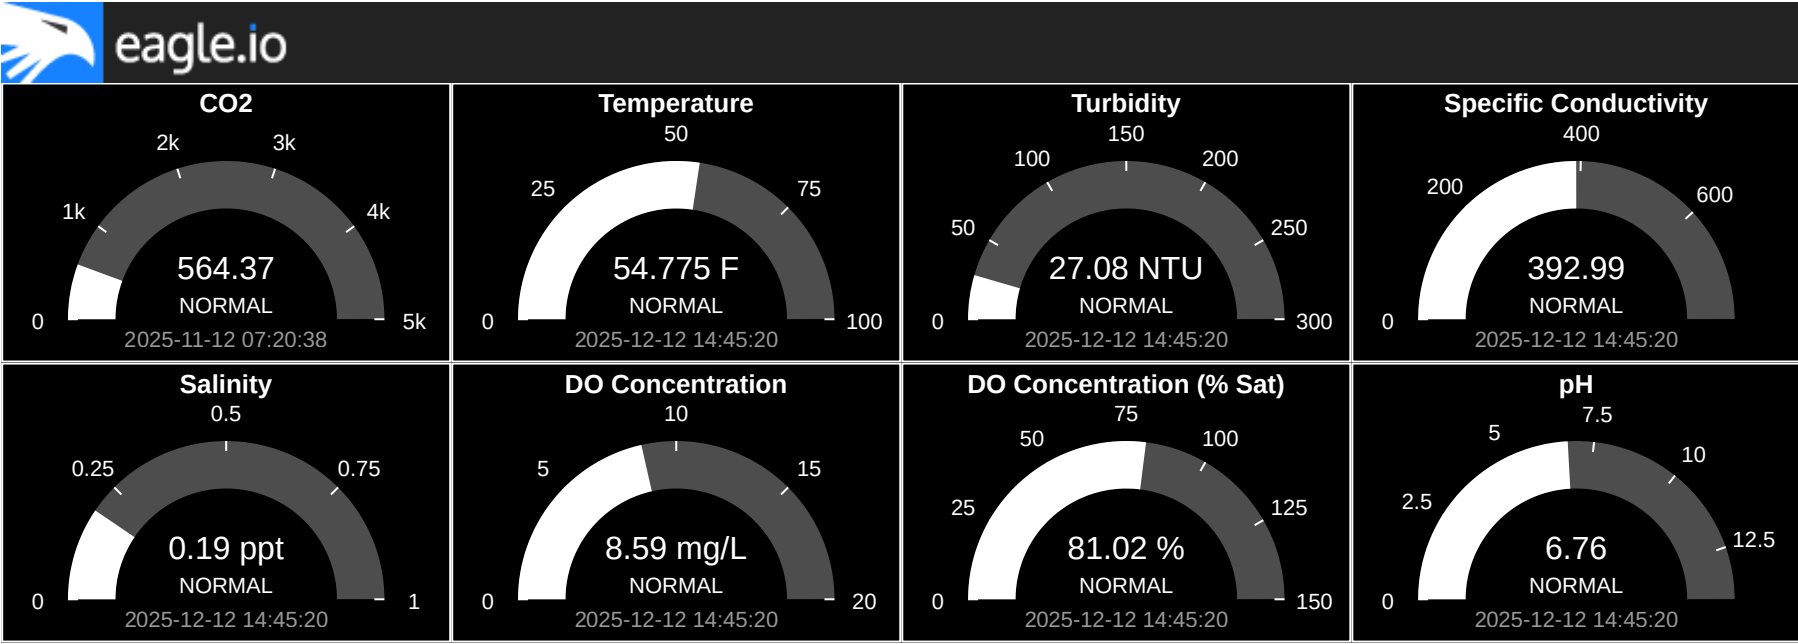 eagle.io
CO2
0
1k
2k
3k
4k
5k
564.37
NORMAL
2025-11-12 07:20:38
Temperature
0
25
50
75
100
54.775 F
NORMAL
2025-12-12 14:45:20
Turbidity
0
50
100
150
200
250
300
27.08 NTU
NORMAL
2025-12-12 14:45:20
Specific Conductivity
0
200
400
600
392.99
NORMAL
2025-12-12 14:45:20
Salinity
0
0.25
0.5
0.75
1
0.19 ppt
NORMAL
2025-12-12 14:45:20
DO Concentration
0
5
10
15
20
8.59 mg/L
NORMAL
2025-12-12 14:45:20
DO Concentration (% Sat)
0
25
50
75
100
125
150
81.02 %
NORMAL
2025-12-12 14:45:20
pH
0
2.5
5
7.5
10
12.5
6.76
NORMAL
2025-12-12 14:45:20